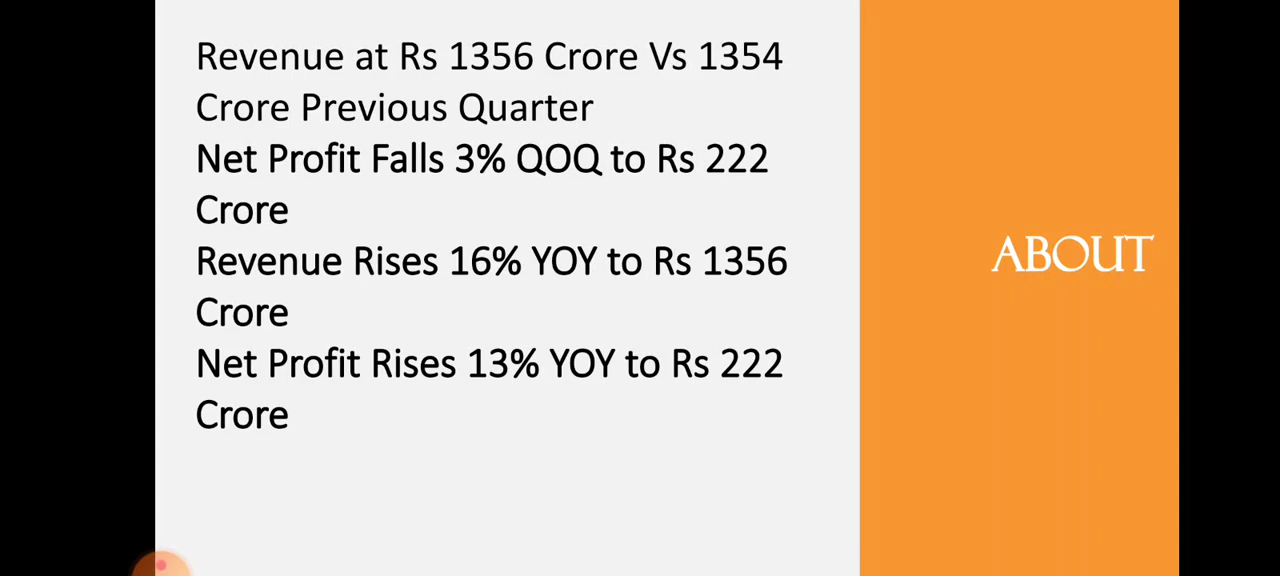 Revenue at Rs 1356 Crore Vs 1354
Crore Previous Quarter
Net Profit Falls 3% QOQ to Rs 222
Crore
Revenue Rises 16% YOY to Rs 1356
Crore
Net Profit Rises 13% YOY to Rs 222
Crore
ABOUT